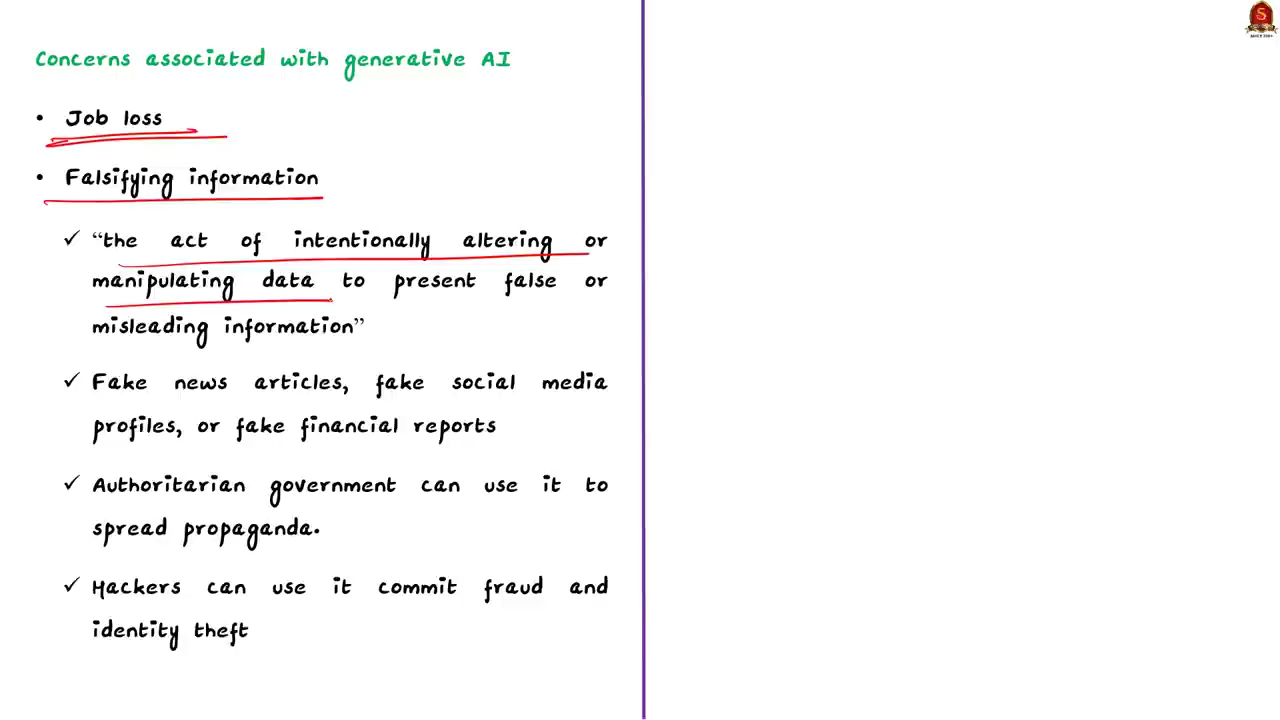 Concerns associated with generative AI
• Job loss
• Falsifying information
✓ “the act of intentionally altering or
manipulating data to present false or
misleading information”
✓ Fake news articles, fake social media
profiles, or fake financial reports
✓ Authoritarian government can use it to
spread propaganda.
✓ Hackers can use it commit fraud and
identity theft